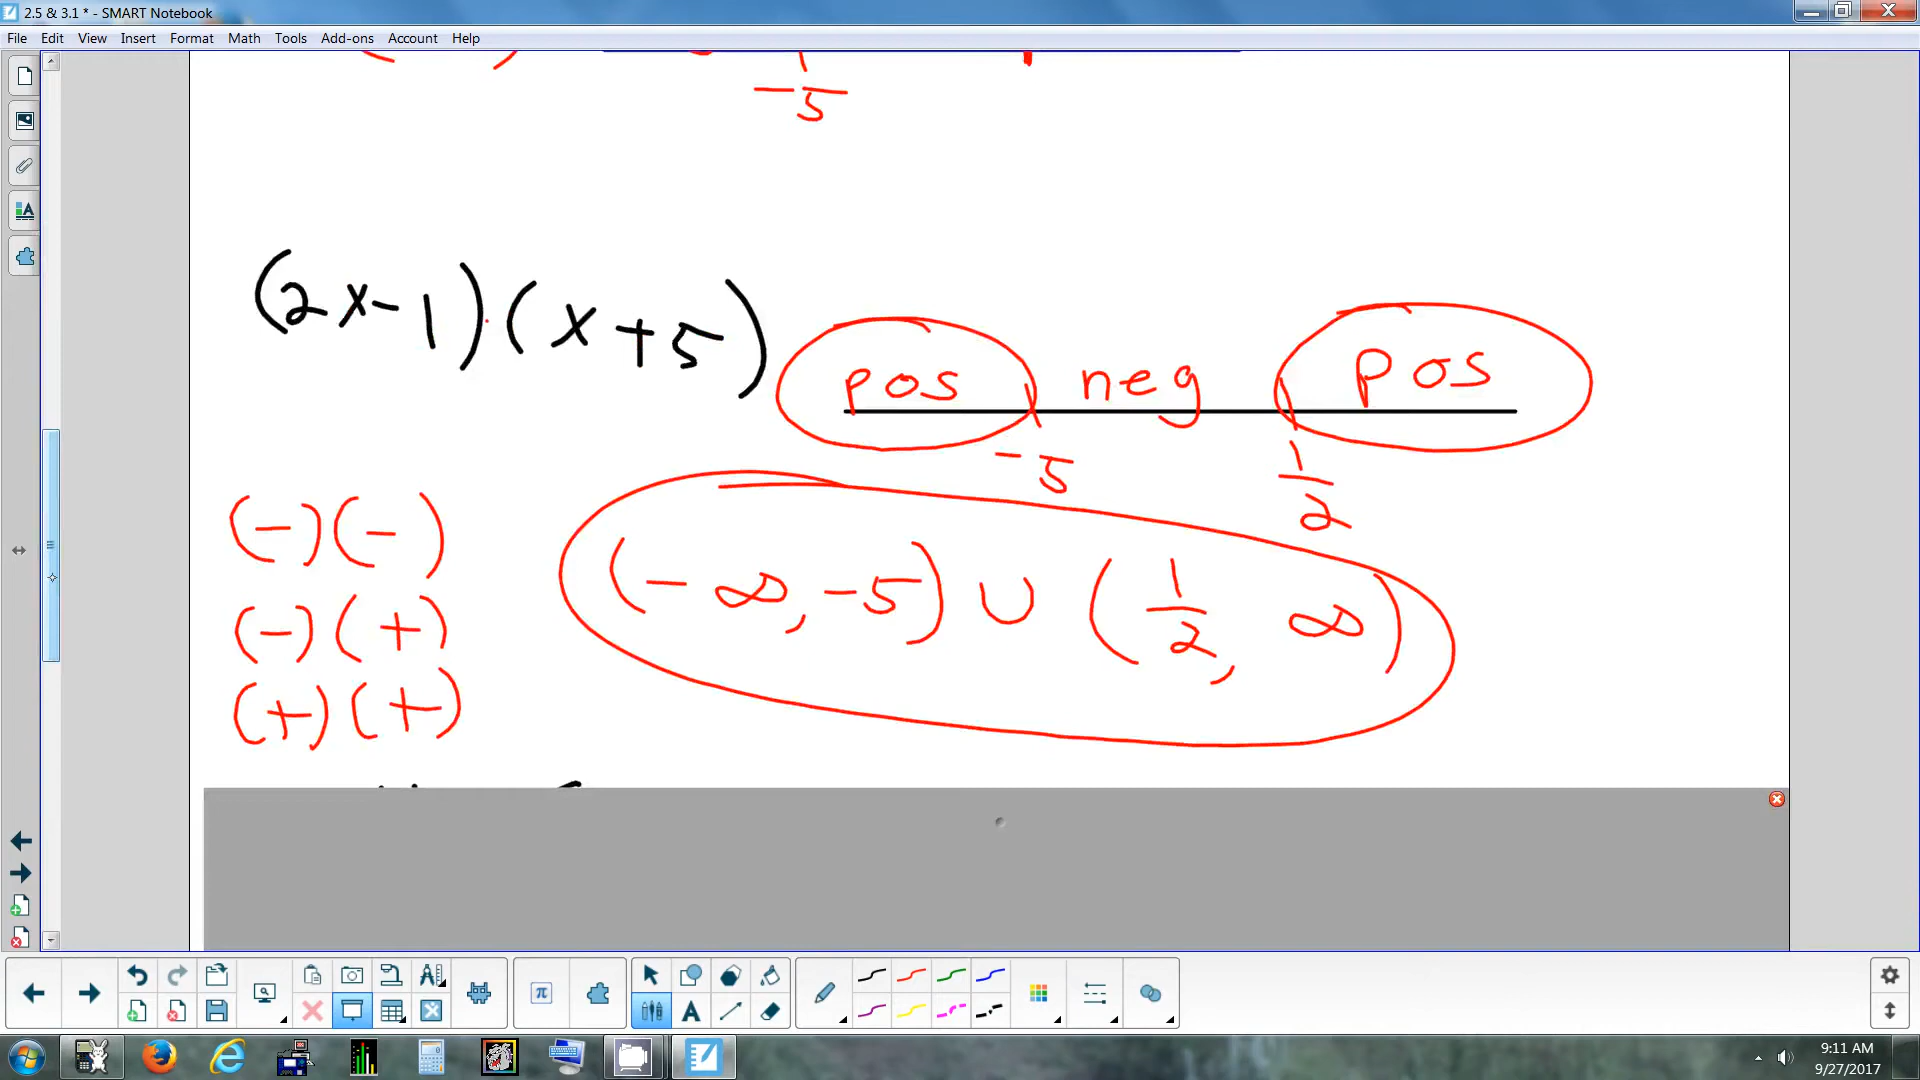 2.5 & 3.1 * - SMART Notebook
File Edit View Insert Format Math Tools Add-ons Account Help
1
-5
(2x-1)(x+5)
pos neg pos
-5 1/2
(-)(-)
(-)(+)
(+)(+)
(-∞,-5) ∪ (1/2, ∞)
9:11 AM
9/27/2017